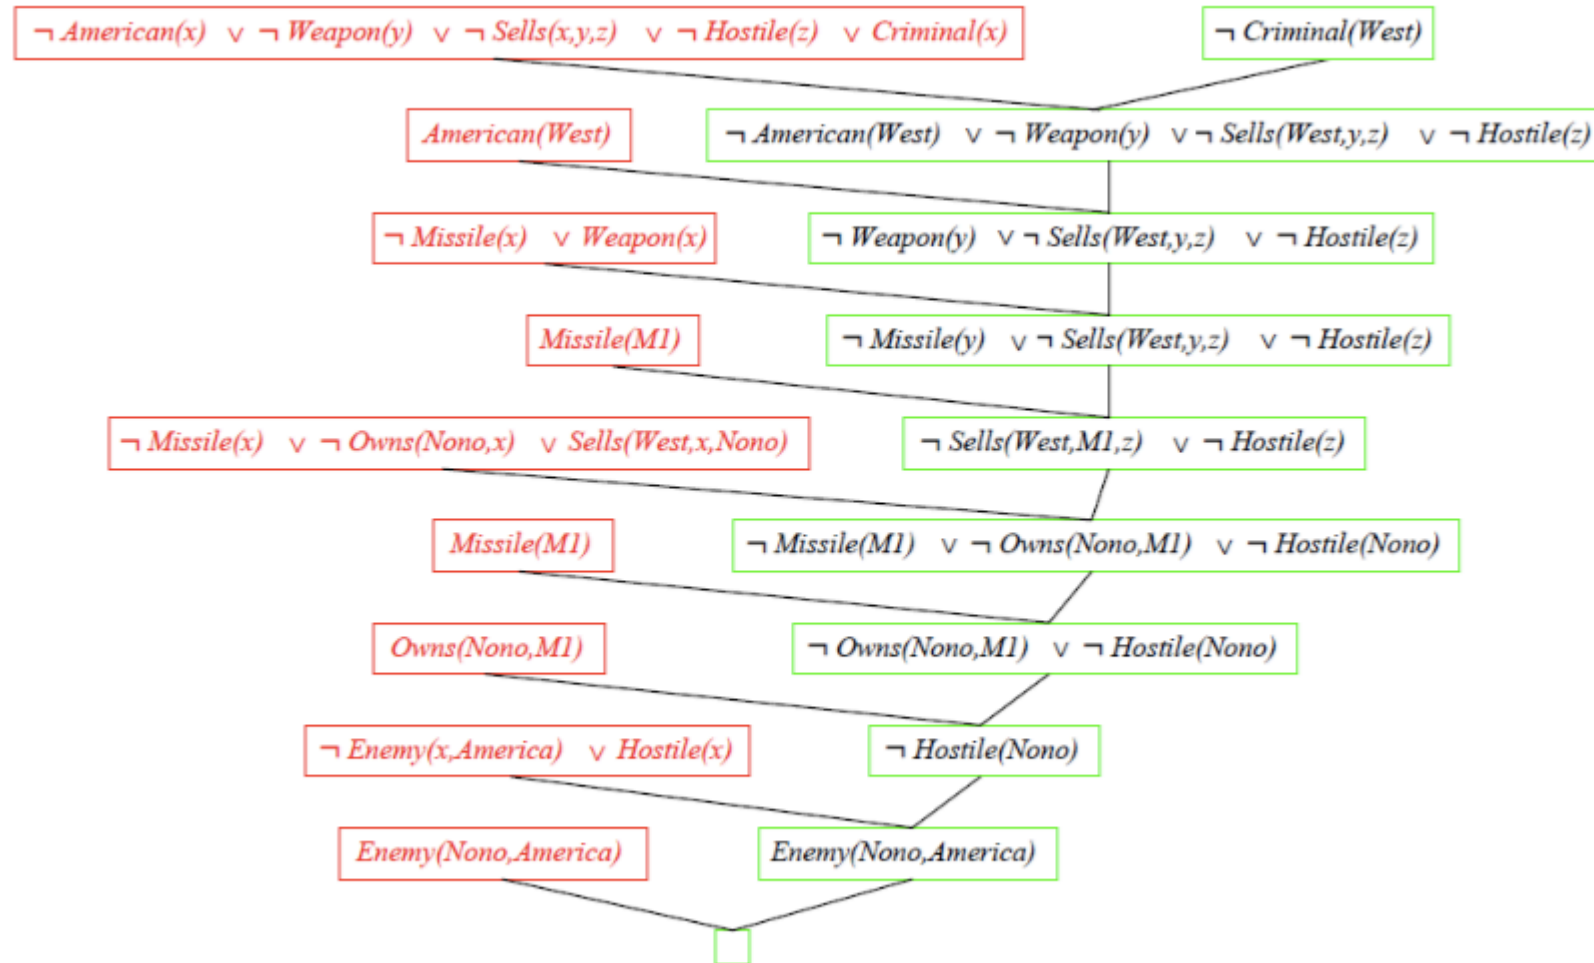 ¬ American(x) ∨ ¬ Weapon(y) ∨ ¬ Sells(x,y,z) ∨ ¬ Hostile(z) ∨ Criminal(x)
¬ Criminal(West)
American(West)
¬ American(West) ∨ ¬ Weapon(y) ∨ ¬ Sells(West,y,z) ∨ ¬ Hostile(z)
¬ Missile(x) ∨ Weapon(x)
¬ Weapon(y) ∨ ¬ Sells(West,y,z) ∨ ¬ Hostile(z)
Missile(M1)
¬ Missile(y) ∨ ¬ Sells(West,y,z) ∨ ¬ Hostile(z)
¬ Missile(x) ∨ ¬ Owns(Nono,x) ∨ Sells(West,x,Nono)
¬ Sells(West,M1,z) ∨ ¬ Hostile(z)
Missile(M1)
¬ Missile(M1) ∨ ¬ Owns(Nono,M1) ∨ ¬ Hostile(Nono)
Owns(Nono,M1)
¬ Owns(Nono,M1) ∨ ¬ Hostile(Nono)
¬ Enemy(x,America) ∨ Hostile(x)
¬ Hostile(Nono)
Enemy(Nono,America)
Enemy(Nono,America)